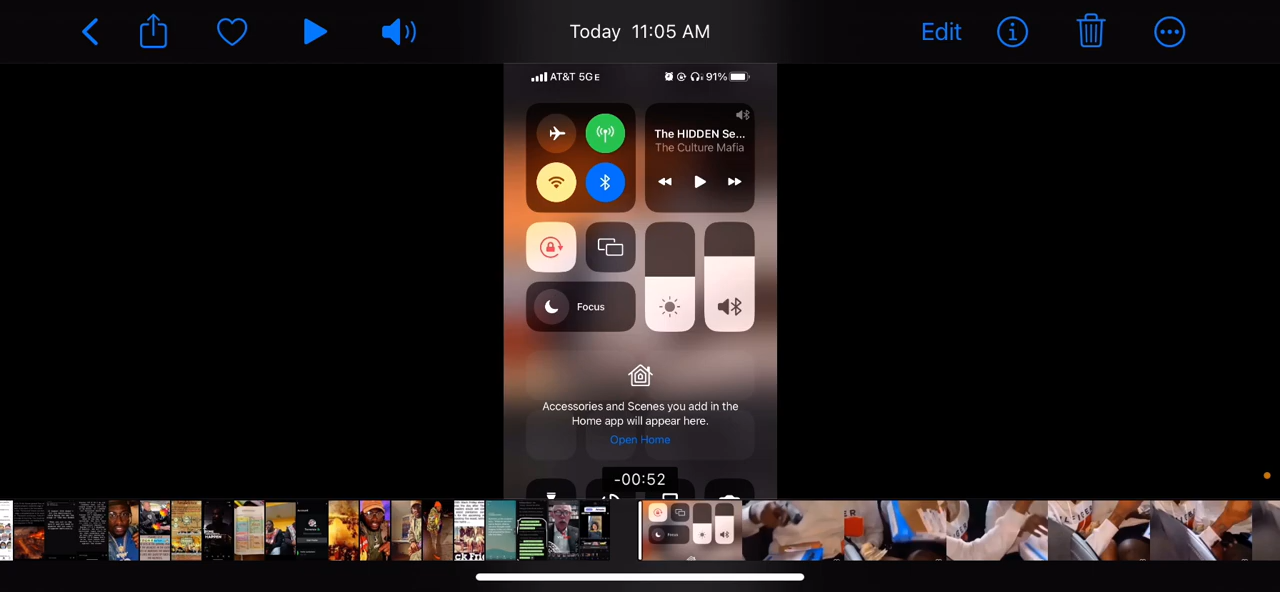 Today 11:05 AM
Edit
AT&T 5GE
91%
The HIDDEN Se...
The Culture Mafia
Focus
Accessories and Scenes you add in the
Home app will appear here.
Open Home
-00:52